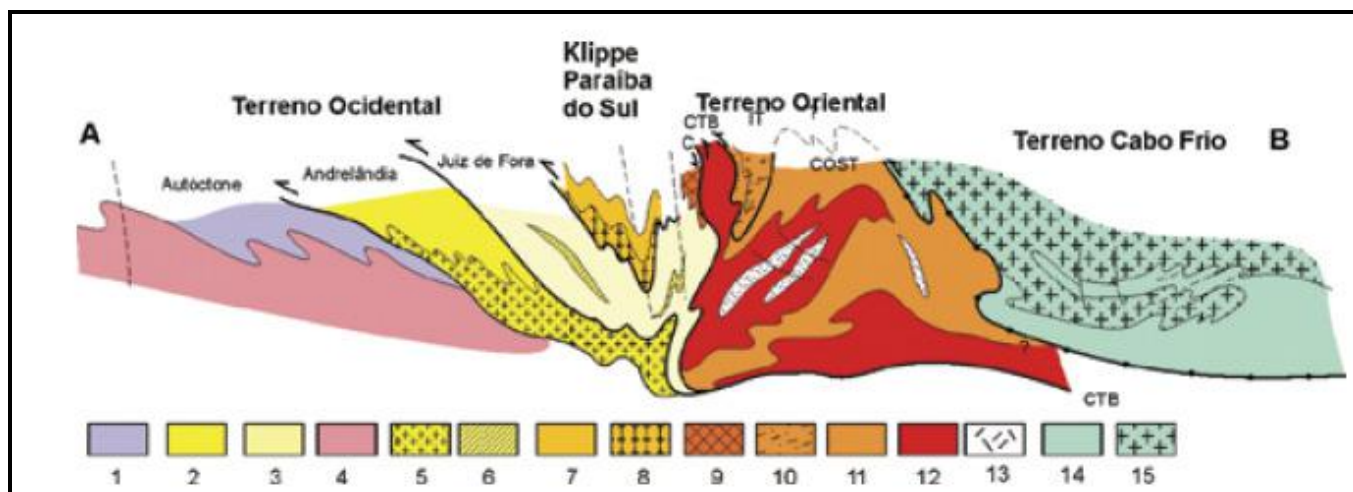 Klippe
Paraíba
do Sul
Terreno Ocidental
Terreno Oriental
CTB
IT
A
C
Terreno Cabo Frio
B
Juiz de Fora
COST
Andrelândia
Autóctone
?
CTB
1 2 3 4 5 6 7 8 9 10 11 12 13 14 15